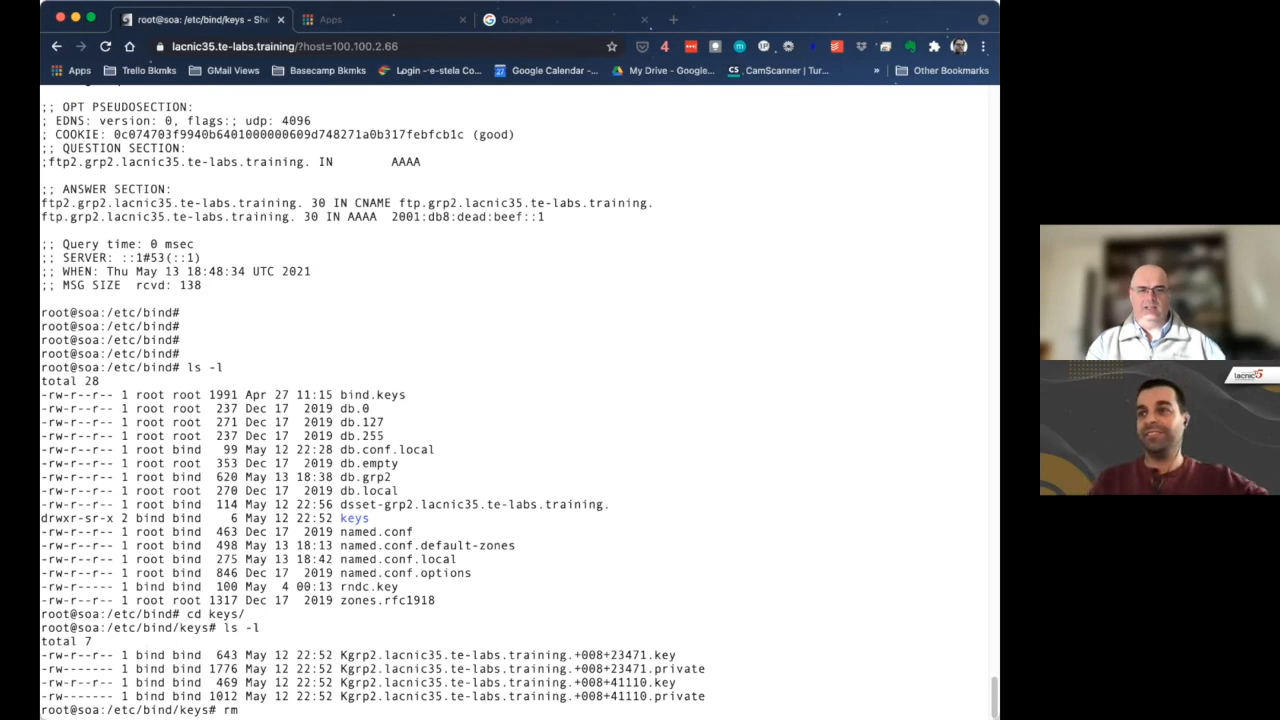 root@soa: /etc/bind/keys - She
Apps
Google
lacnic35.te-labs.training/?host=100.100.2.66
Apps
Trello Bkmks
GMail Views
Basecamp Bkmks
Login - e-stela Co...
Google Calendar -...
My Drive - Google...
CamScanner | Tur...
»
Other Bookmarks
;; OPT PSEUDOSECTION:
; EDNS: version: 0, flags:; udp: 4096
; COOKIE: 0c074703f9940b6401000000609d748271a0b317febfcb1c (good)
;; QUESTION SECTION:
;ftp2.grp2.lacnic35.te-labs.training. IN AAAA
;; ANSWER SECTION:
ftp2.grp2.lacnic35.te-labs.training. 30 IN CNAME ftp.grp2.lacnic35.te-labs.training.
ftp.grp2.lacnic35.te-labs.training. 30 IN AAAA 2001:db8:dead:beef::1
;; Query time: 0 msec
;; SERVER: ::1#53(::1)
;; WHEN: Thu May 13 18:48:34 UTC 2021
;; MSG SIZE rcvd: 138
root@soa:/etc/bind#
root@soa:/etc/bind#
root@soa:/etc/bind#
root@soa:/etc/bind#
root@soa:/etc/bind# ls -l
total 28
-rw-r--r-- 1 root root 1991 Apr 27 11:15 bind.keys
-rw-r--r-- 1 root root 237 Dec 17 2019 db.0
-rw-r--r-- 1 root root 271 Dec 17 2019 db.127
-rw-r--r-- 1 root root 237 Dec 17 2019 db.255
-rw-r--r-- 1 root bind 99 May 12 22:28 db.conf.local
-rw-r--r-- 1 root root 353 Dec 17 2019 db.empty
-rw-r--r-- 1 root bind 620 May 13 18:38 db.grp2
-rw-r--r-- 1 root root 270 Dec 17 2019 db.local
-rw-r--r-- 1 root bind 114 May 12 22:56 dsset-grp2.lacnic35.te-labs.training.
drwxr-sr-x 2 bind bind 6 May 12 22:52 keys
-rw-r--r-- 1 root bind 463 Dec 17 2019 named.conf
-rw-r--r-- 1 root bind 498 May 13 18:13 named.conf.default-zones
-rw-r--r-- 1 root bind 275 May 13 18:42 named.conf.local
-rw-r--r-- 1 root bind 846 Dec 17 2019 named.conf.options
-rw-r----- 1 bind bind 100 May 4 00:13 rndc.key
-rw-r--r-- 1 root root 1317 Dec 17 2019 zones.rfc1918
root@soa:/etc/bind# cd keys/
root@soa:/etc/bind/keys# ls -l
total 7
-rw-r--r-- 1 bind bind 643 May 12 22:52 Kgrp2.lacnic35.te-labs.training.+008+23471.key
-rw------- 1 bind bind 1776 May 12 22:52 Kgrp2.lacnic35.te-labs.training.+008+23471.private
-rw-r--r-- 1 bind bind 469 May 12 22:52 Kgrp2.lacnic35.te-labs.training.+008+41110.key
-rw------- 1 bind bind 1012 May 12 22:52 Kgrp2.lacnic35.te-labs.training.+008+41110.private
root@soa:/etc/bind/keys# rm
lacnic35